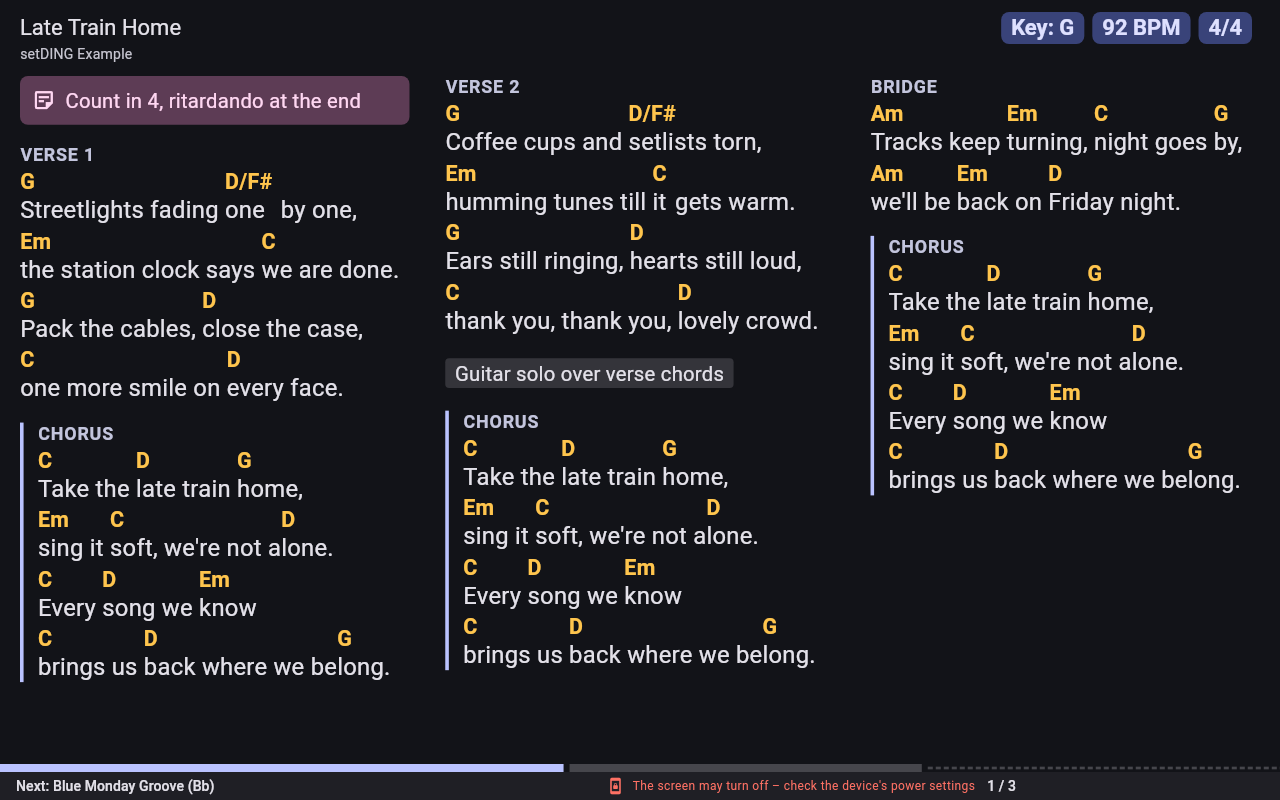 Late Train Home
setDING Example
Key: G
92 BPM
4/4
Count in 4, ritardando at the end
VERSE 1
G D/F#
Streetlights fading one by one,
Em C
the station clock says we are done.
G D
Pack the cables, close the case,
C D
one more smile on every face.
CHORUS
C D G
Take the late train home,
Em C D
sing it soft, we're not alone.
C D Em
Every song we know
C D G
brings us back where we belong.
VERSE 2
G D/F#
Coffee cups and setlists torn,
Em C
humming tunes till it gets warm.
G D
Ears still ringing, hearts still loud,
C D
thank you, thank you, lovely crowd.
Guitar solo over verse chords
CHORUS
C D G
Take the late train home,
Em C D
sing it soft, we're not alone.
C D Em
Every song we know
C D G
brings us back where we belong.
BRIDGE
Am Em C G
Tracks keep turning, night goes by,
Am Em D
we'll be back on Friday night.
CHORUS
C D G
Take the late train home,
Em C D
sing it soft, we're not alone.
C D Em
Every song we know
C D G
brings us back where we belong.
Next: Blue Monday Groove (Bb)
The screen may turn off – check the device's power settings
1 / 3